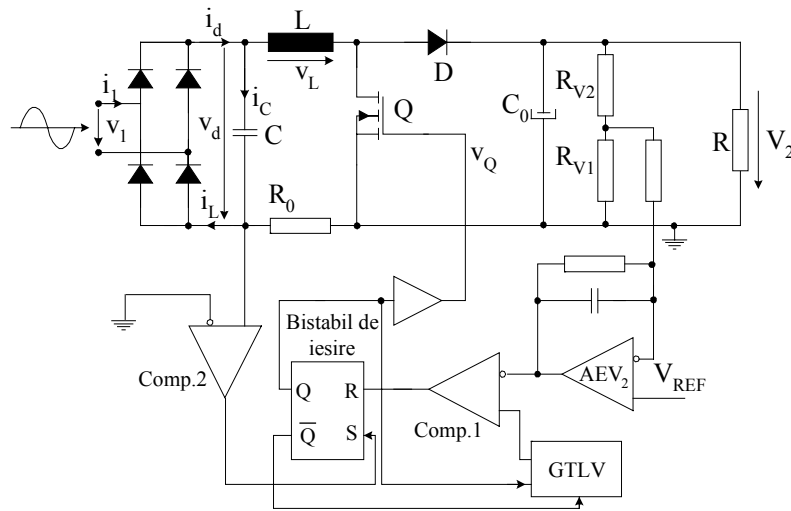 i_d
L
D
v_L
i_1
v_1
v_d
i_C
C
Q
v_Q
C_0
R_V2
R_V1
R
V_2
i_L
R_0
Bistabil de
iesire
Comp.2
Q
R
Q̅
S
Comp.1
AEV_2
V_REF
GTLV